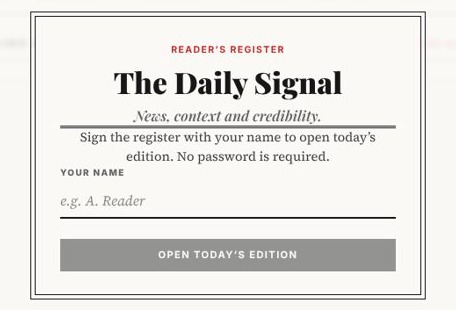 READER'S REGISTER
The Daily Signal
News, context and credibility.
Sign the register with your name to open today's
edition. No password is required.
YOUR NAME
e.g. A. Reader
OPEN TODAY'S EDITION